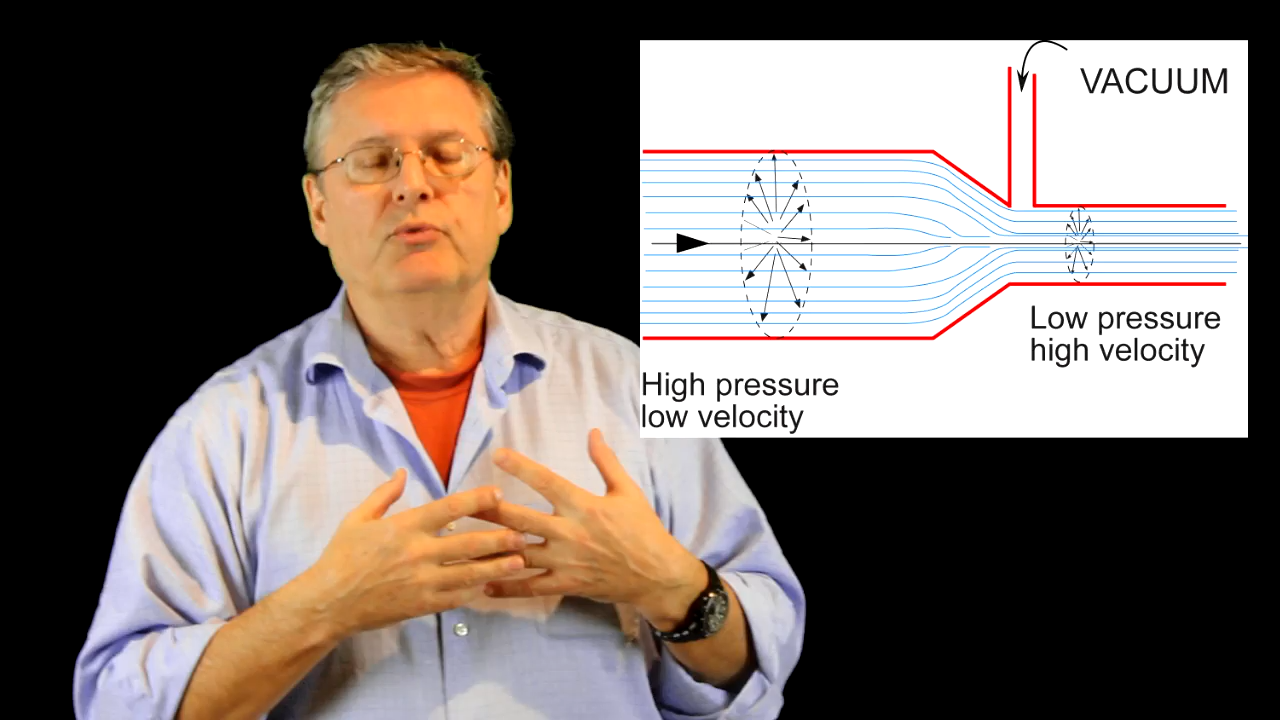 VACUUM
Low pressure
high velocity
High pressure
low velocity